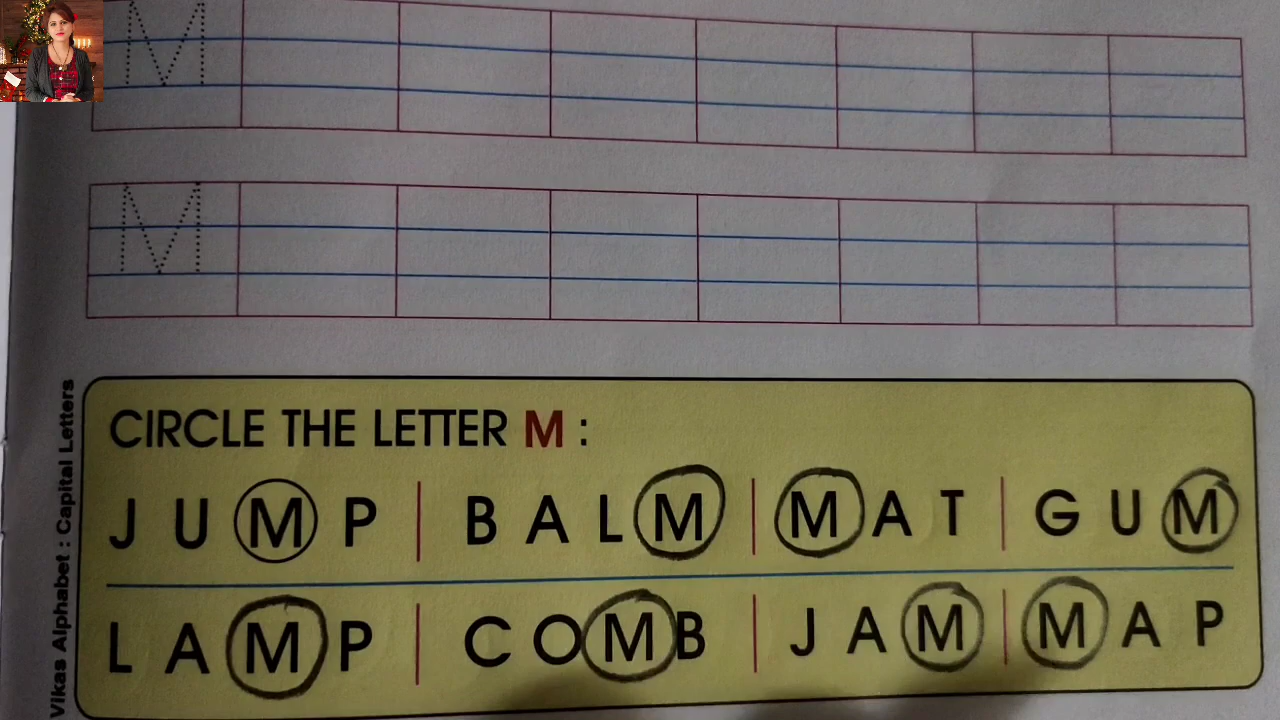 M
M
CIRCLE THE LETTER M :
J U M P | B A L M | M A T | G U M
L A M P | C O M B | J A M | M A P
Vikas Alphabet : Capital Letters